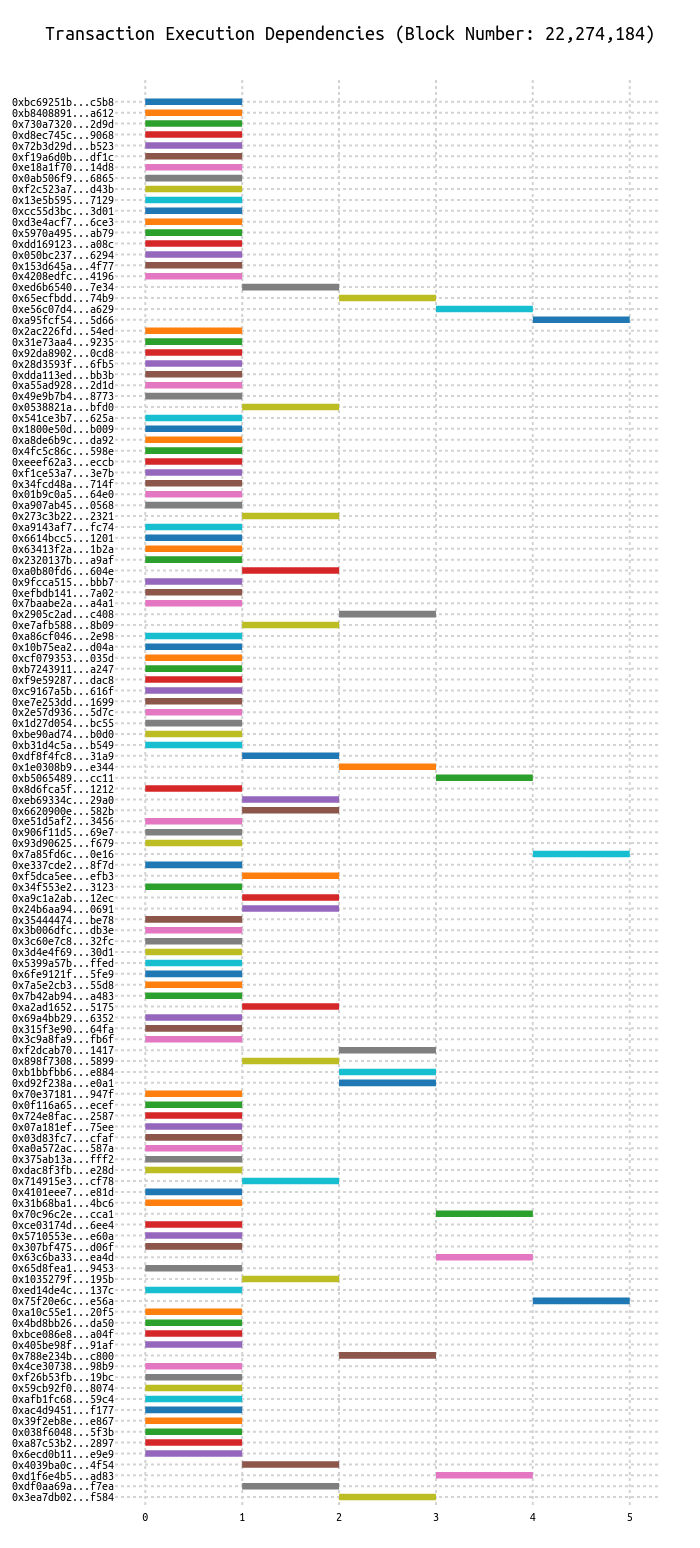 Transaction Execution Dependencies (Block Number: 22,274,184)
0xbc69251b...c5b8
0xb8408891...a612
0x730a7320...2d9d
0xd8ec745c...9068
0x72b3d29d...b523
0xf19a6d0b...df1c
0xe18a1f70...14d8
0x0ab506f9...6865
0xf2c523a7...d43b
0x13e5b595...7129
0xcc55d3bc...3d01
0xd3e4acf7...6ce3
0x5970a495...ab79
0xdd169123...a08c
0x050bc237...6294
0x153d645a...4f77
0x4208edfc...4196
0xed6b6540...7e34
0x65ecfbdd...74b9
0xe56c07d4...a629
0xa95fcf54...5d66
0x2ac226fd...54ed
0x31e73aa4...9235
0x92da8902...0cd8
0x28d3593f...6fb5
0xdda113ed...bb3b
0xa55ad928...2d1d
0x49e9b7b4...8773
0x0538821a...bfd0
0x541ce3b7...625a
0x1800e50d...b009
0xa8de6b9c...da92
0x4fc5c86c...598e
0xeeef62a3...eccb
0xf1ce53a7...3e7b
0x34fcd48a...714f
0x01b9c0a5...64e0
0xa907ab45...0568
0x273c3b22...2321
0xa9143af7...fc74
0x6614bcc5...1201
0x63413f2a...1b2a
0x2320137b...a9af
0xa0b80fd6...604e
0x9fcca515...bbb7
0xefbdb141...7a02
0x7baabe2a...a4a1
0x2905c2ad...c408
0xe7afb588...8b09
0xa86cf046...2e98
0x10b75ea2...d04a
0xcf079353...035d
0xb7243911...a247
0xf9e59287...dac8
0xc9167a5b...616f
0xe7e253dd...1699
0x2e57d936...5d7c
0x1d27d054...bc55
0xbe90ad74...b0d0
0xb31d4c5a...b549
0xdf8f4fc8...31a9
0x1e0308b9...e344
0xb5065489...cc11
0x8d6fca5f...1212
0xeb69334c...29a0
0x6620900e...582b
0xe51d5af2...3456
0x906f11d5...69e7
0x93d90625...f679
0x7a85fd6c...0e16
0xe337cde2...8f7d
0xf5dca5ee...efb3
0x34f553e2...3123
0xa9c1a2ab...12ec
0x24b6aa94...0691
0x35444474...be78
0x3b006dfc...db3e
0x3c60e7c8...32fc
0x3d4e4f69...30d1
0x5399a57b...ffed
0x6fe9121f...5fe9
0x7a5e2cb3...55d8
0x7b42ab94...a483
0xa2ad1652...5175
0x69a4bb29...6352
0x315f3e90...64fa
0x3c9a8fa9...fb6f
0xf2dcab70...1417
0x898f7308...5899
0xb1bbfbb6...e884
0xd92f238a...e0a1
0x70e37181...947f
0x0f116a65...ecef
0x724e8fac...2587
0x07a181ef...75ee
0x03d83fc7...cfaf
0xa0a572ac...587a
0x375ab13a...fff2
0xdac8f3fb...e28d
0x714915e3...cf78
0x4101eee7...e81d
0x31b68ba1...4bc6
0x70c96c2e...cca1
0xce03174d...6ee4
0x5710553e...e60a
0x307bf475...d06f
0x63c6ba33...ea4d
0x65d8fea1...9453
0x1035279f...195b
0xed14de4c...137c
0x75f20e6c...e56a
0xa10c55e1...20f5
0x4bd8bb26...da50
0xbce086e8...a04f
0x405be98f...91af
0x788e234b...c800
0x4ce30738...98b9
0xf26b53fb...19bc
0x59cb92f0...8074
0xafb1fc68...59c4
0xac4d9451...f177
0x39f2eb8e...e867
0x038f6048...5f3b
0xa87c53b2...2897
0x6ecd0b11...e9e9
0x4039ba0c...4f54
0xd1f6e4b5...ad83
0xdf0aa69a...f7ea
0x3ea7db02...f584
0 1 2 3 4 5